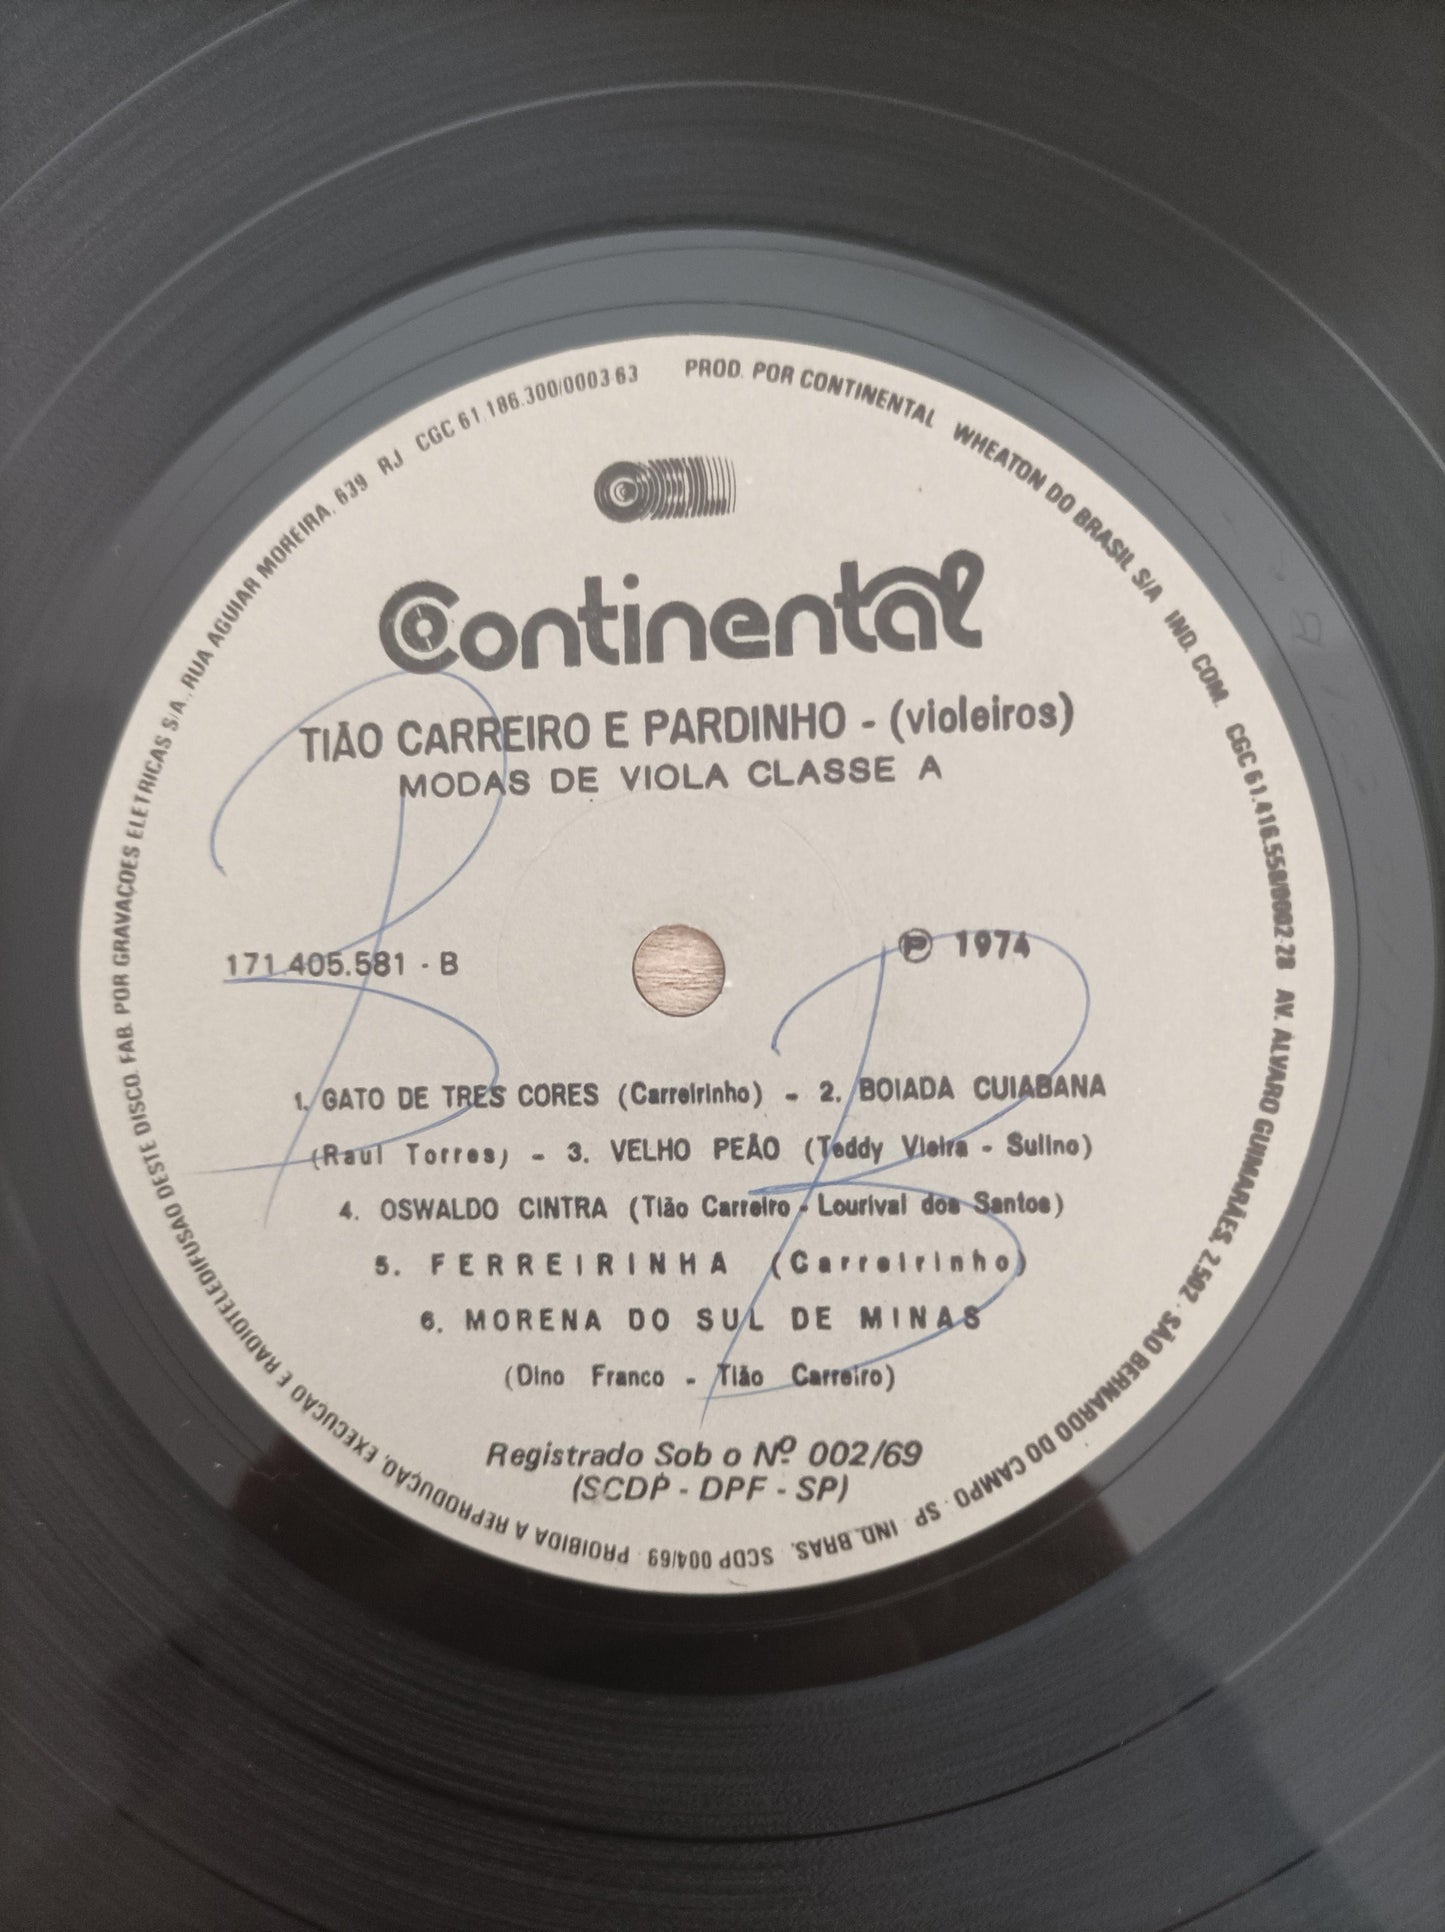 PROD. POR CONTINENTAL WHEATON DO BRASIL S/A IND. COM. CGC 61.416.558/0002-28 AV. ALVARO GUIMARÃES, 2.502 - SÃO BERNARDO DO CAMPO - SP IND. BRAS. SCDP 004/69 - PROIBIDA A REPRODUÇÃO, EXECUÇÃO E RADIOTELEDIFUSAO DESTE DISCO. FAB. POR GRAVAÇOES ELETRICAS S/A., RUA AGUIAR MOREIRA, 639 RJ CGC 61.186.300/0003-63
Continental
TIÃO CARREIRO E PARDINHO - (violeiros)
MODAS DE VIOLA CLASSE A
171.405.581 - B
Ⓟ 1974
1. GATO DE TRES CORES (Carreirinho) - 2. BOIADA CUIABANA
(Raul Torres) - 3. VELHO PEÃO (Teddy Vieira - Sulino)
4. OSWALDO CINTRA (Tião Carreiro - Lourival dos Santos)
5. FERREIRINHA (Carreirinho)
6. MORENA DO SUL DE MINAS
(Dino Franco - Tião Carreiro)
Registrado Sob o Nº 002/69
(SCDP - DPF - SP)
B
B